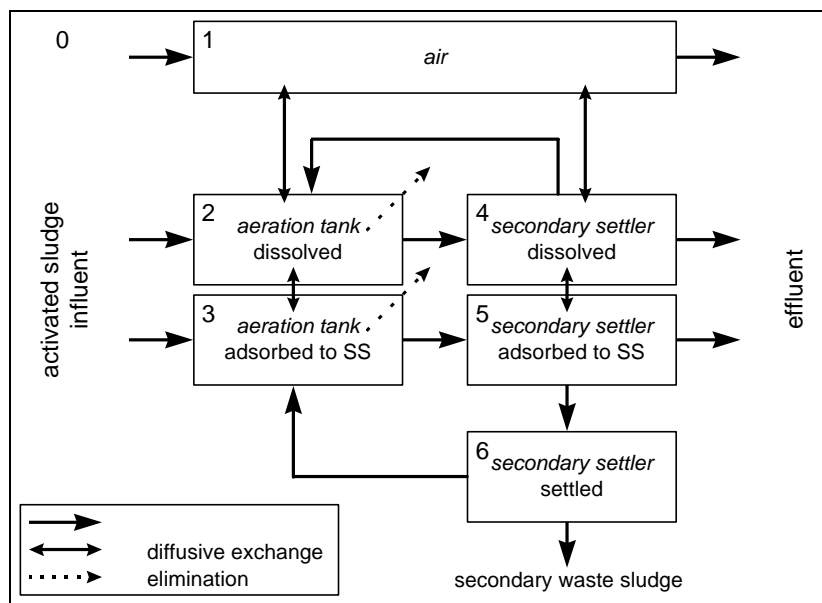 0
1
air
activated sludge
influent
2
aeration tank
dissolved
4
secondary settler
dissolved
3
aeration tank
adsorbed to SS
5
secondary settler
adsorbed to SS
effluent
6
secondary settler
settled
diffusive exchange
elimination
secondary waste sludge